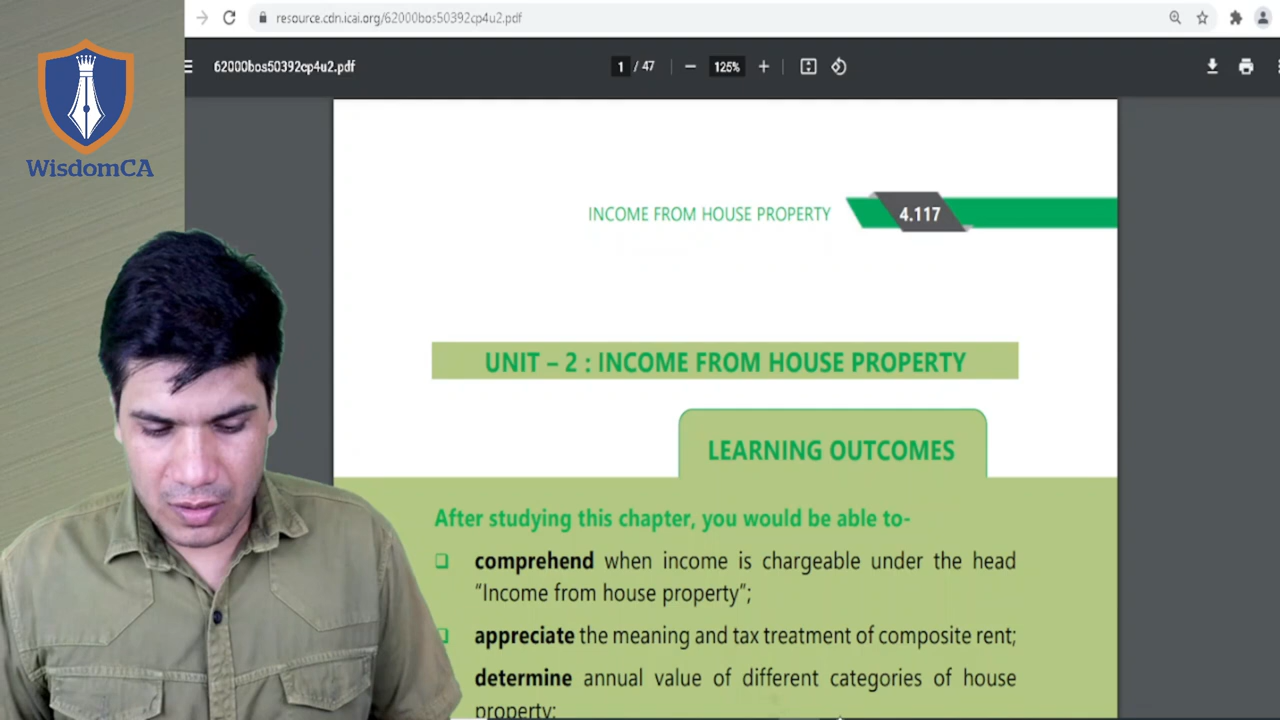 resource.cdn.icai.org/62000bos50392cp4u2.pdf
62000bos50392cp4u2.pdf
1 / 47
125%
WisdomCA
INCOME FROM HOUSE PROPERTY
4.117
UNIT – 2 : INCOME FROM HOUSE PROPERTY
LEARNING OUTCOMES
After studying this chapter, you would be able to-
comprehend when income is chargeable under the head
“Income from house property”;
appreciate the meaning and tax treatment of composite rent;
determine annual value of different categories of house
property;